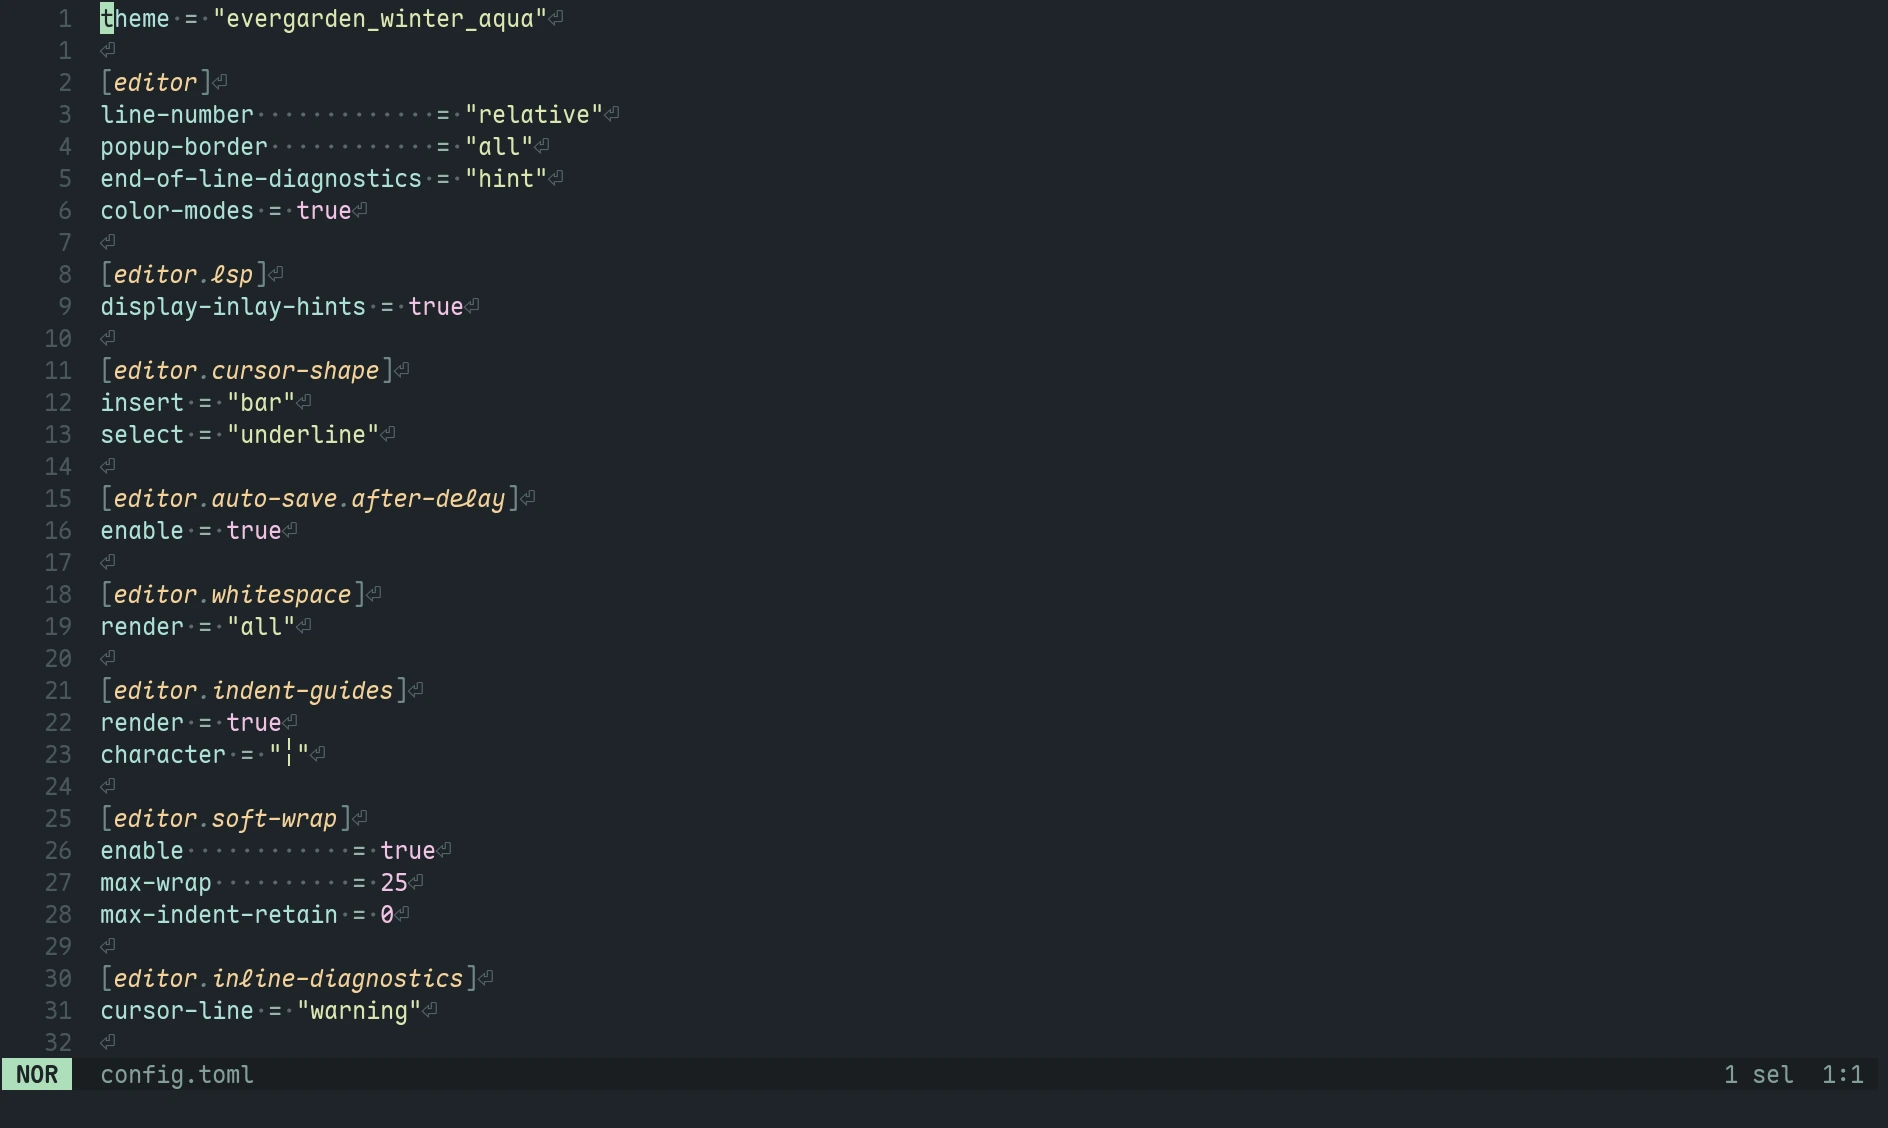 1 theme = "evergarden_winter_aqua"⏎
1 ⏎
2 [editor]⏎
3 line-number·············=·"relative"⏎
4 popup-border············=·"all"⏎
5 end-of-line-diagnostics·=·"hint"⏎
6 color-modes·=·true⏎
7 ⏎
8 [editor.lsp]⏎
9 display-inlay-hints·=·true⏎
10 ⏎
11 [editor.cursor-shape]⏎
12 insert·=·"bar"⏎
13 select·=·"underline"⏎
14 ⏎
15 [editor.auto-save.after-delay]⏎
16 enable·=·true⏎
17 ⏎
18 [editor.whitespace]⏎
19 render·=·"all"⏎
20 ⏎
21 [editor.indent-guides]⏎
22 render·=·true⏎
23 character·=·"╎"⏎
24 ⏎
25 [editor.soft-wrap]⏎
26 enable············=·true⏎
27 max-wrap··········=·25⏎
28 max-indent-retain·=·0⏎
29 ⏎
30 [editor.inline-diagnostics]⏎
31 cursor-line·=·"warning"⏎
32 ⏎
NOR config.toml 1 sel 1:1